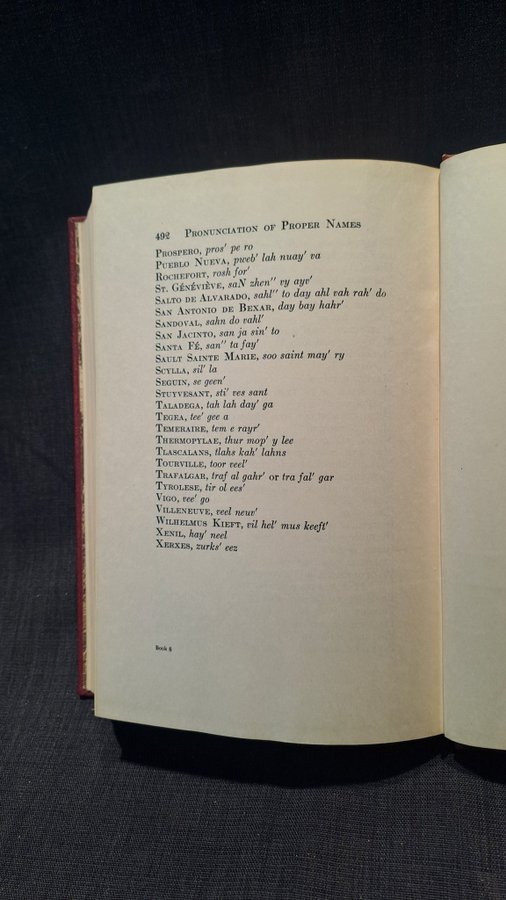 492 PRONUNCIATION OF PROPER NAMES
PROSPERO, pros' pe ro
PUEBLO NUEVA, pweb' lah nuay' va
ROCHEFORT, rosh for'
ST. GÉNÉVIÈVE, saN zhen" vy ayv'
SALTO DE ALVARADO, sahl" to day ahl vah rah' do
SAN ANTONIO DE BEXAR, day bay hahr'
SANDOVAL, sahn do vahl'
SAN JACINTO, san ja sin' to
SANTA FÉ, san" ta fay'
SAULT SAINTE MARIE, soo saint may' ry
SCYLLA, sil' la
SEGUIN, se geen'
STUYVESANT, sti' ves sant
TALADEGA, tah lah day' ga
TEGEA, tee' gee a
TEMERAIRE, tem e rayr'
THERMOPYLAE, thur mop' y lee
TLASCALANS, tlahs kah' lahns
TOURVILLE, toor veel'
TRAFALGAR, traf al gahr' or tra fal' gar
TYROLESE, tir ol ees'
VIGO, vee' go
VILLENEUVE, veel neuv'
WILHELMUS KIEFT, vil hel' mus keeft'
XENIL, hay' neel
XERXES, zurks' eez
Book 8